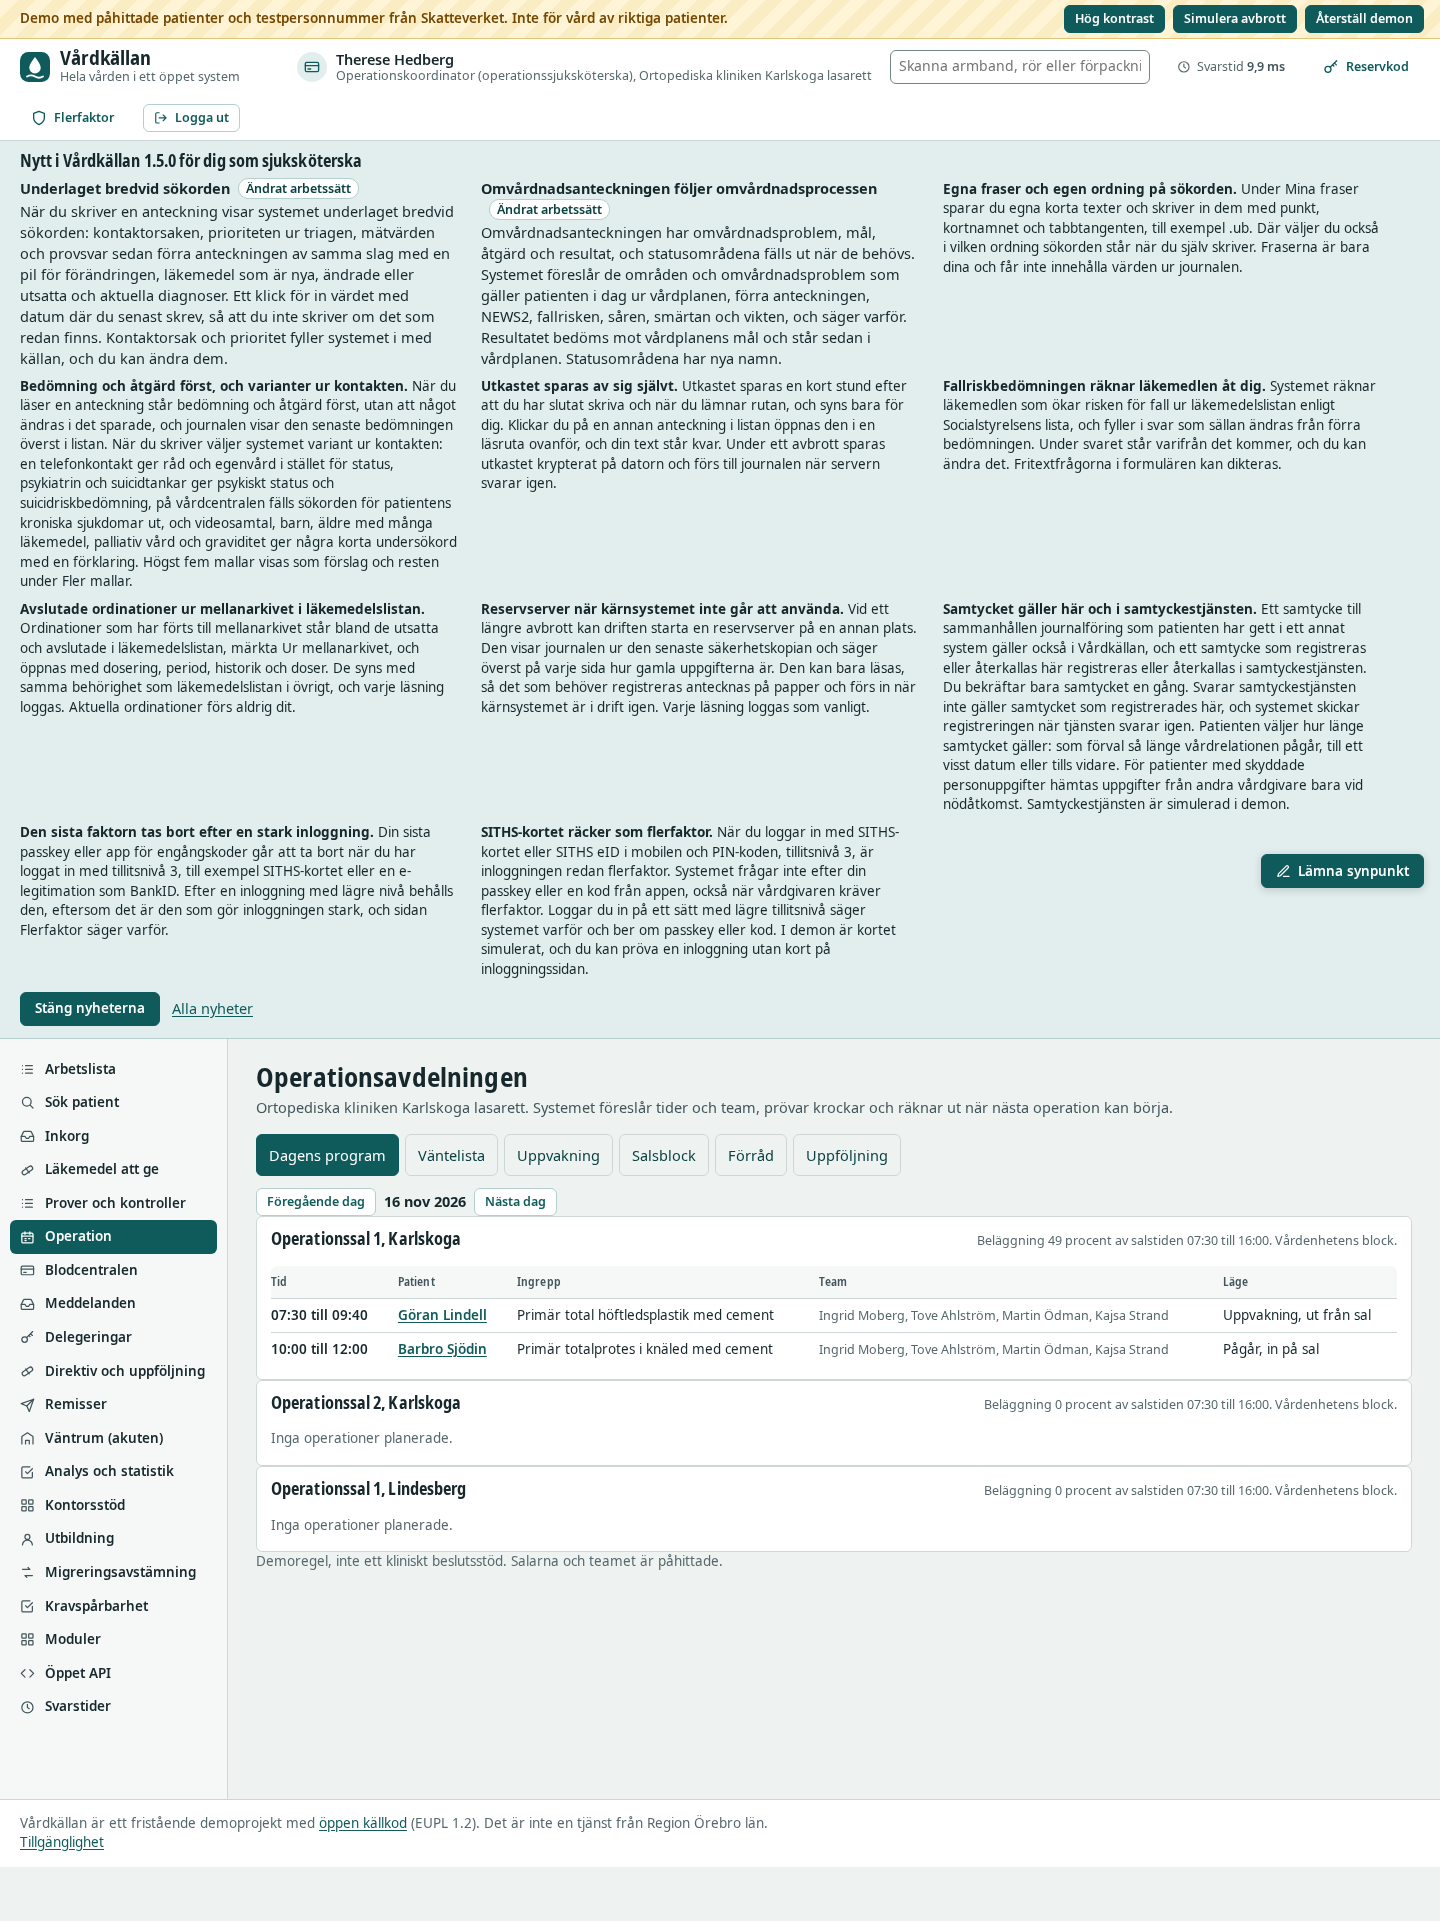 Demo med påhittade patienter och testpersonnummer från Skatteverket. Inte för vård av riktiga patienter.
Hög kontrast
Simulera avbrott
Återställ demon
Vårdkällan
Hela vården i ett öppet system
Therese Hedberg
Operationskoordinator (operationssjuksköterska), Ortopediska kliniken Karlskoga lasarett
Skanna armband, rör eller förpackni
Svarstid 9,9 ms
Reservkod
Flerfaktor
Logga ut
Nytt i Vårdkällan 1.5.0 för dig som sjuksköterska
Underlaget bredvid sökorden Ändrat arbetssätt
När du skriver en anteckning visar systemet underlaget bredvid
sökorden: kontaktorsaken, prioriteten ur triagen, mätvärden
och provsvar sedan förra anteckningen av samma slag med en
pil för förändringen, läkemedel som är nya, ändrade eller
utsatta och aktuella diagnoser. Ett klick för in värdet med
datum där du senast skrev, så att du inte skriver om det som
redan finns. Kontaktorsak och prioritet fyller systemet i med
källan, och du kan ändra dem.
Omvårdnadsanteckningen följer omvårdnadsprocessen
Ändrat arbetssätt
Omvårdnadsanteckningen har omvårdnadsproblem, mål,
åtgärd och resultat, och statusområdena fälls ut när de behövs.
Systemet föreslår de områden och omvårdnadsproblem som
gäller patienten i dag ur vårdplanen, förra anteckningen,
NEWS2, fallrisken, såren, smärtan och vikten, och säger varför.
Resultatet bedöms mot vårdplanens mål och står sedan i
vårdplanen. Statusområdena har nya namn.
Egna fraser och egen ordning på sökorden. Under Mina fraser
sparar du egna korta texter och skriver in dem med punkt,
kortnamnet och tabbtangenten, till exempel .ub. Där väljer du också
i vilken ordning sökorden står när du själv skriver. Fraserna är bara
dina och får inte innehålla värden ur journalen.
Bedömning och åtgärd först, och varianter ur kontakten. När du
läser en anteckning står bedömning och åtgärd först, utan att något
ändras i det sparade, och journalen visar den senaste bedömningen
överst i listan. När du skriver väljer systemet variant ur kontakten:
en telefonkontakt ger råd och egenvård i stället för status,
psykiatrin och suicidtankar ger psykiskt status och
suicidriskbedömning, på vårdcentralen fälls sökorden för patientens
kroniska sjukdomar ut, och videosamtal, barn, äldre med många
läkemedel, palliativ vård och graviditet ger några korta undersökord
med en förklaring. Högst fem mallar visas som förslag och resten
under Fler mallar.
Utkastet sparas av sig självt. Utkastet sparas en kort stund efter
att du har slutat skriva och när du lämnar rutan, och syns bara för
dig. Klickar du på en annan anteckning i listan öppnas den i en
läsruta ovanför, och din text står kvar. Under ett avbrott sparas
utkastet krypterat på datorn och förs till journalen när servern
svarar igen.
Fallriskbedömningen räknar läkemedlen åt dig. Systemet räknar
läkemedlen som ökar risken för fall ur läkemedelslistan enligt
Socialstyrelsens lista, och fyller i svar som sällan ändras från förra
bedömningen. Under svaret står varifrån det kommer, och du kan
ändra det. Fritextfrågorna i formulären kan dikteras.
Avslutade ordinationer ur mellanarkivet i läkemedelslistan.
Ordinationer som har förts till mellanarkivet står bland de utsatta
och avslutade i läkemedelslistan, märkta Ur mellanarkivet, och
öppnas med dosering, period, historik och doser. De syns med
samma behörighet som läkemedelslistan i övrigt, och varje läsning
loggas. Aktuella ordinationer förs aldrig dit.
Reservserver när kärnsystemet inte går att använda. Vid ett
längre avbrott kan driften starta en reservserver på en annan plats.
Den visar journalen ur den senaste säkerhetskopian och säger
överst på varje sida hur gamla uppgifterna är. Den kan bara läsas,
så det som behöver registreras antecknas på papper och förs in när
kärnsystemet är i drift igen. Varje läsning loggas som vanligt.
Samtycket gäller här och i samtyckestjänsten. Ett samtycke till
sammanhållen journalföring som patienten har gett i ett annat
system gäller också i Vårdkällan, och ett samtycke som registreras
eller återkallas här registreras eller återkallas i samtyckestjänsten.
Du bekräftar bara samtycket en gång. Svarar samtyckestjänsten
inte gäller samtycket som registrerades här, och systemet skickar
registreringen när tjänsten svarar igen. Patienten väljer hur länge
samtycket gäller: som förval så länge vårdrelationen pågår, till ett
visst datum eller tills vidare. För patienter med skyddade
personuppgifter hämtas uppgifter från andra vårdgivare bara vid
nödåtkomst. Samtyckestjänsten är simulerad i demon.
Den sista faktorn tas bort efter en stark inloggning. Din sista
passkey eller app för engångskoder går att ta bort när du har
loggat in med tillitsnivå 3, till exempel SITHS-kortet eller en e-
legitimation som BankID. Efter en inloggning med lägre nivå behålls
den, eftersom det är den som gör inloggningen stark, och sidan
Flerfaktor säger varför.
SITHS-kortet räcker som flerfaktor. När du loggar in med SITHS-
kortet eller SITHS eID i mobilen och PIN-koden, tillitsnivå 3, är
inloggningen redan flerfaktor. Systemet frågar inte efter din
passkey eller en kod från appen, också när vårdgivaren kräver
flerfaktor. Loggar du in på ett sätt med lägre tillitsnivå säger
systemet varför och ber om passkey eller kod. I demon är kortet
simulerat, och du kan pröva en inloggning utan kort på
inloggningssidan.
Lämna synpunkt
Stäng nyheterna
Alla nyheter
Arbetslista
Sök patient
Inkorg
Läkemedel att ge
Prover och kontroller
Operation
Blodcentralen
Meddelanden
Delegeringar
Direktiv och uppföljning
Remisser
Väntrum (akuten)
Analys och statistik
Kontorsstöd
Utbildning
Migreringsavstämning
Kravspårbarhet
Moduler
Öppet API
Svarstider
Operationsavdelningen
Ortopediska kliniken Karlskoga lasarett. Systemet föreslår tider och team, prövar krockar och räknar ut när nästa operation kan börja.
Dagens program
Väntelista
Uppvakning
Salsblock
Förråd
Uppföljning
Föregående dag
16 nov 2026
Nästa dag
Operationssal 1, Karlskoga
Beläggning 49 procent av salstiden 07:30 till 16:00. Vårdenhetens block.
Tid Patient Ingrepp Team Läge
07:30 till 09:40 Göran Lindell Primär total höftledsplastik med cement Ingrid Moberg, Tove Ahlström, Martin Ödman, Kajsa Strand Uppvakning, ut från sal
10:00 till 12:00 Barbro Sjödin Primär totalprotes i knäled med cement Ingrid Moberg, Tove Ahlström, Martin Ödman, Kajsa Strand Pågår, in på sal
Operationssal 2, Karlskoga
Beläggning 0 procent av salstiden 07:30 till 16:00. Vårdenhetens block.
Inga operationer planerade.
Operationssal 1, Lindesberg
Beläggning 0 procent av salstiden 07:30 till 16:00. Vårdenhetens block.
Inga operationer planerade.
Demoregel, inte ett kliniskt beslutsstöd. Salarna och teamet är påhittade.
Vårdkällan är ett fristående demoprojekt med öppen källkod (EUPL 1.2). Det är inte en tjänst från Region Örebro län.
Tillgänglighet